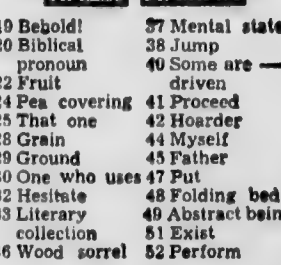 19 Behold!
20 Biblical
pronoun
22 Fruit
24 Pea covering
25 That one
28 Grain
29 Ground
30 One who uses
32 Hesitate
33 Literary
collection
36 Wood sorrel
37 Mental state
38 Jump
40 Some are —
driven
41 Proceed
42 Hoarder
44 Myself
45 Father
47 Put
48 Folding bed
49 Abstract bein
51 Exist
52 Perform